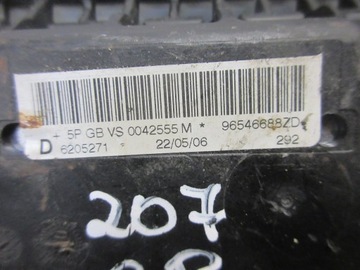 + 5P GB VS 0042555 M * 96546688ZD
D 6205271 22/05/06 292
207